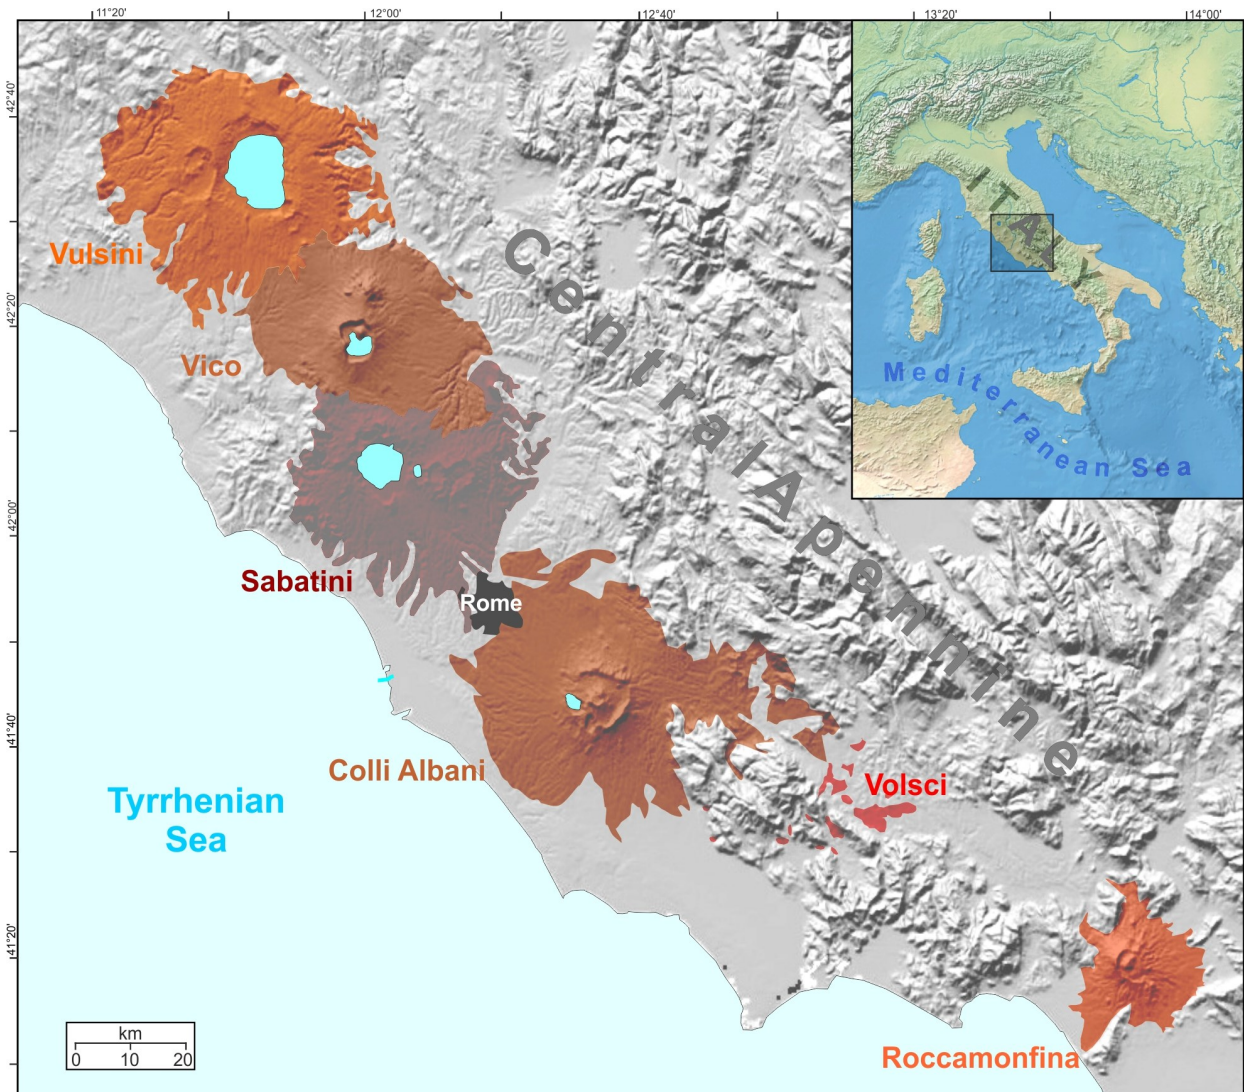 11°20'
12°00'
12°40'
13°20'
14°00'
42°40'
42°20'
42°00'
41°40'
41°20'
ITALY
Mediterranean Sea
Central Apennine
Vulsini
Vico
Sabatini
Rome
Colli Albani
Volsci
Tyrrhenian
Sea
Roccamonfina
km
0 10 20